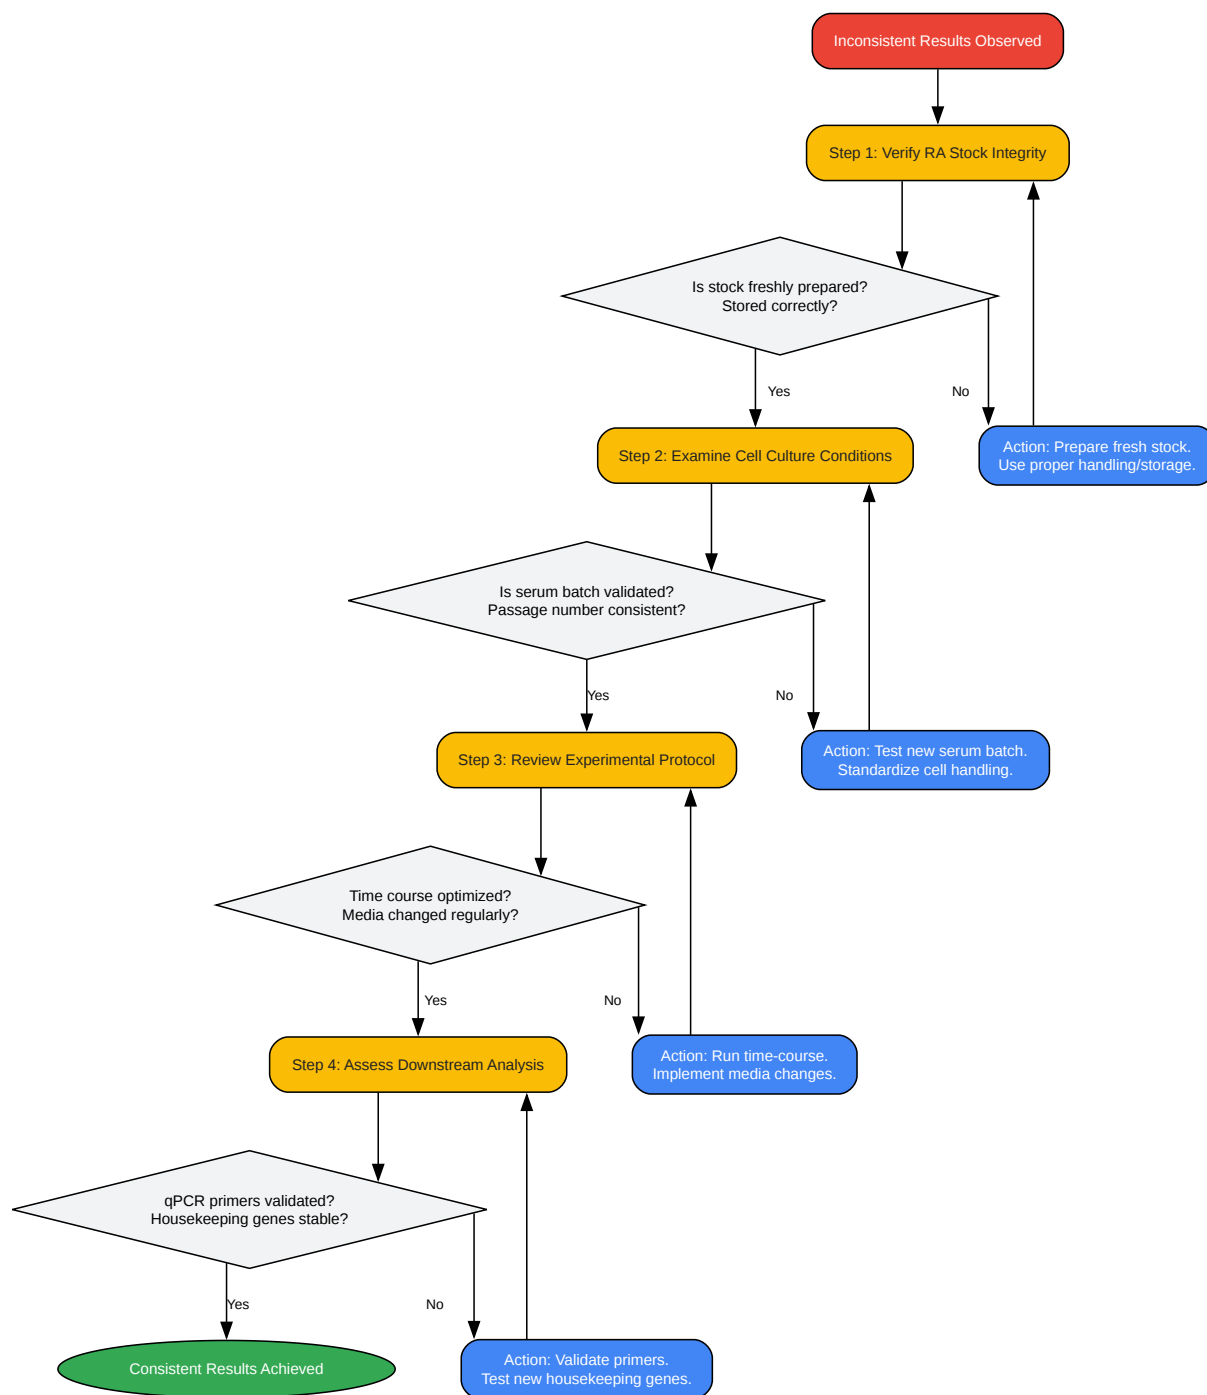 Inconsistent Results Observed
Step 1: Verify RA Stock Integrity
Is stock freshly prepared?
Stored correctly?
Yes
No
Step 2: Examine Cell Culture Conditions
Action: Prepare fresh stock.
Use proper handling/storage.
Is serum batch validated?
Passage number consistent?
Yes
No
Step 3: Review Experimental Protocol
Action: Test new serum batch.
Standardize cell handling.
Time course optimized?
Media changed regularly?
Yes
No
Step 4: Assess Downstream Analysis
Action: Run time-course.
Implement media changes.
qPCR primers validated?
Housekeeping genes stable?
Yes
No
Consistent Results Achieved
Action: Validate primers.
Test new housekeeping genes.